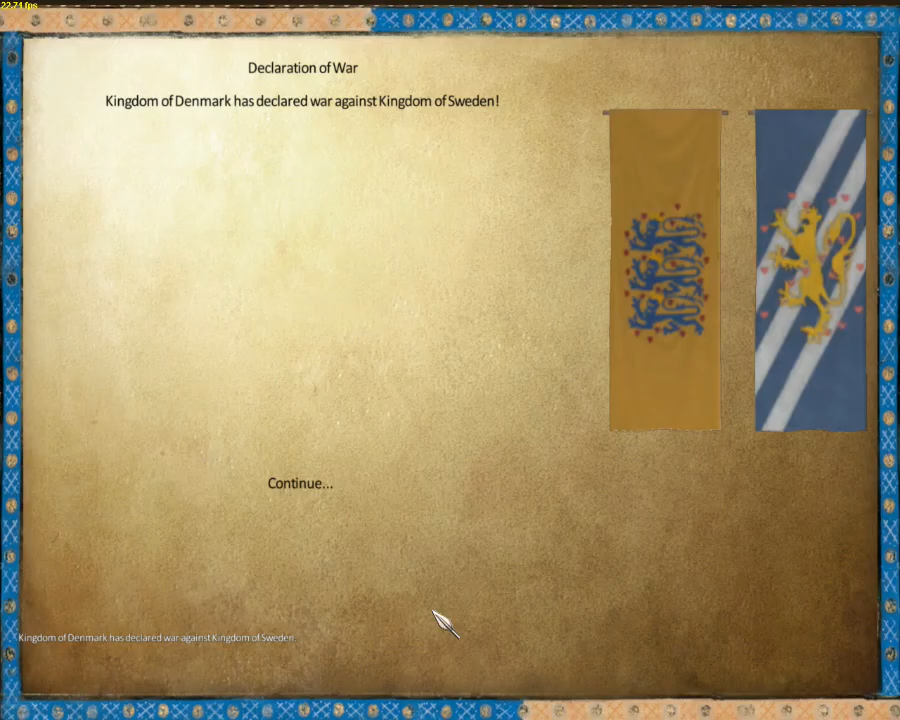 22.71 fps
Declaration of War
Kingdom of Denmark has declared war against Kingdom of Sweden!
Continue...
Kingdom of Denmark has declared war against Kingdom of Sweden.